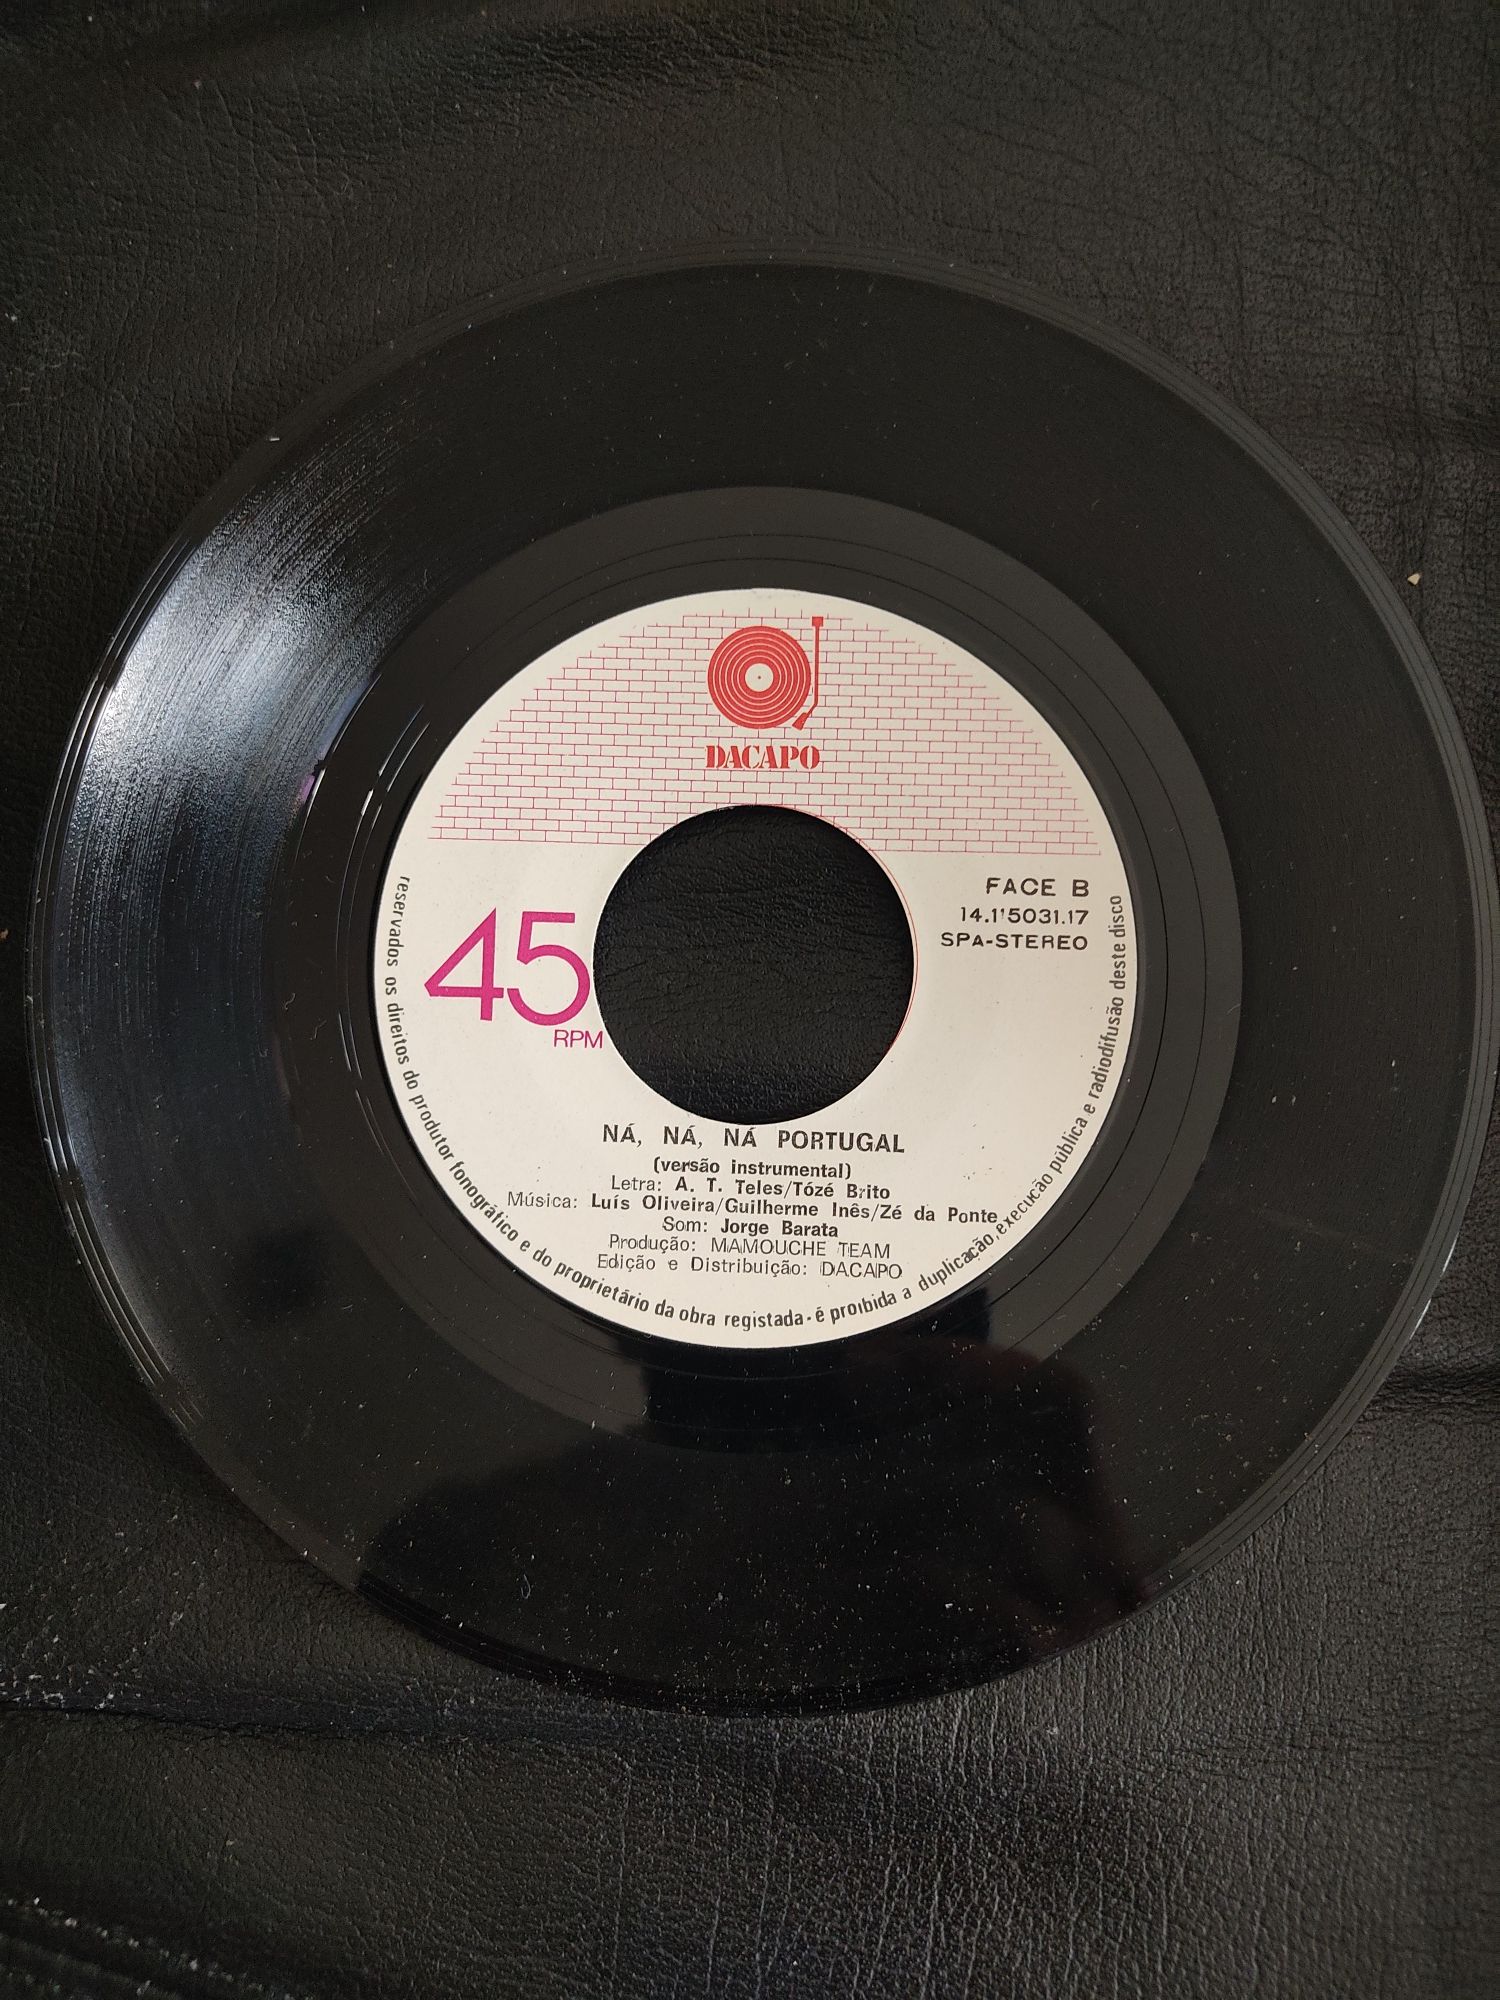 DACAPO
FACE B
14.1'5031.17
SPA-STEREO
45
RPM
NÁ, NÁ, NÁ PORTUGAL
(versão instrumental)
Letra: A. T. Teles/Tózé Brito
Música: Luís Oliveira/Guilherme Inês/Zé da Ponte
Som: Jorge Barata
Produção: MAMOUCHE TEAM
Edição e Distribuição: DACAPO
reservados os direitos do produtor fonográfico e do proprietário da obra registada - é proibida a duplicação, execução pública e radiodifusão deste disco